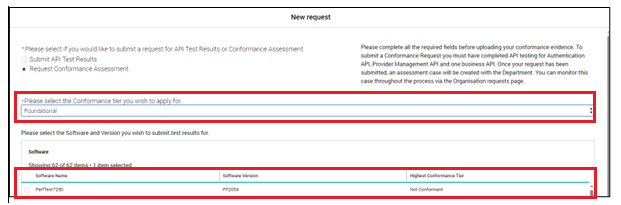 New request
*Please select if you would like to submit a request for API Test Results or Conformance Assessment
Submit API Test Results
Request Conformance Assessment
Please complete all the required fields before uploading your conformance evidence. To
submit a Conformance Request you must have completed API testing for Authentication
API, Provider Management API and one business API. Once your request has been
submitted, an assessment case will be created with the Department. You can monitor this
case throughout the process via the Organisation requests page.
*Please select the Conformance tier you wish to apply for.
Foundational
Please select the Software and Version you wish to submit test results for.
Software
Showing 62 of 62 items • 1 item selected
Software Name Software Version Highest Conformance Tier
PerfTest7290 PF2054 Not Conformant